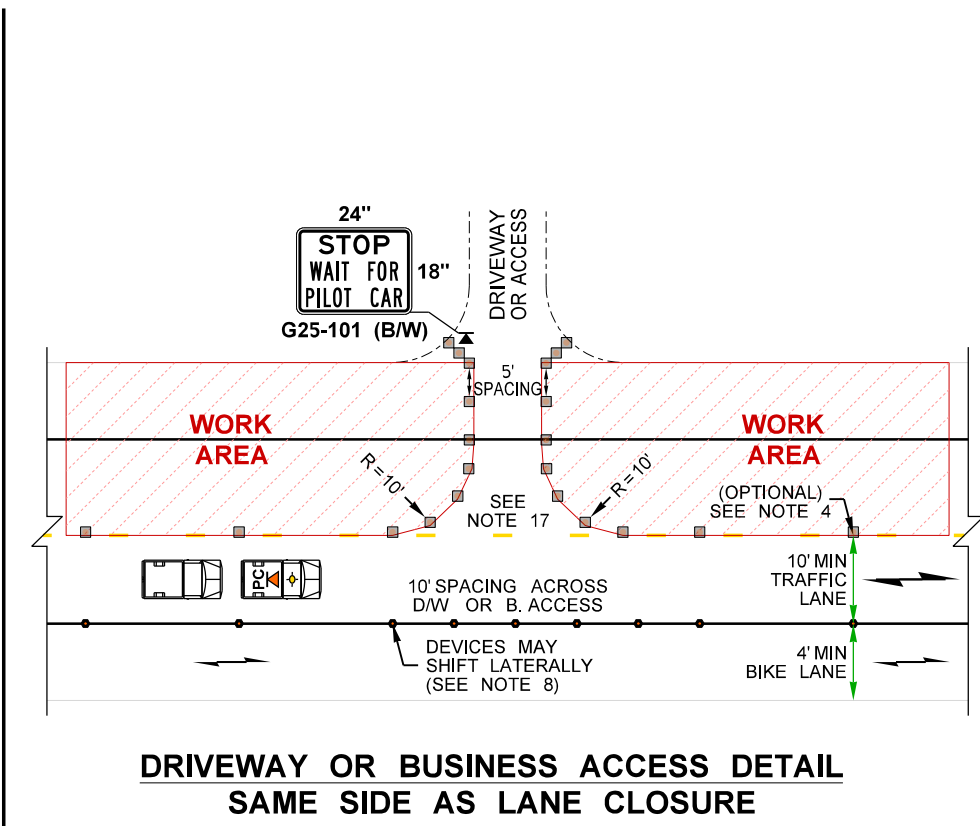 24"
STOP
WAIT FOR
PILOT CAR
18"
G25-101 (B/W)
DRIVEWAY
OR ACCESS
5'
SPACING
WORK
AREA
WORK
AREA
R=10'
R=10'
SEE
NOTE 17
(OPTIONAL)
SEE NOTE 4
PC
10' SPACING ACROSS
D/W OR B. ACCESS
10' MIN
TRAFFIC
LANE
DEVICES MAY
SHIFT LATERALLY
(SEE NOTE 8)
4' MIN
BIKE LANE
DRIVEWAY OR BUSINESS ACCESS DETAIL
SAME SIDE AS LANE CLOSURE